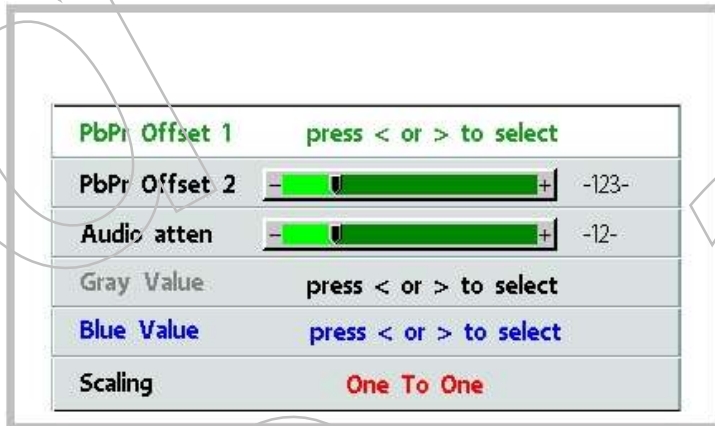 PbPr Offset 1 press < or > to select
PbPr Offset 2 - + -123-
Audio atten - + -12-
Gray Value press < or > to select
Blue Value press < or > to select
Scaling One To One